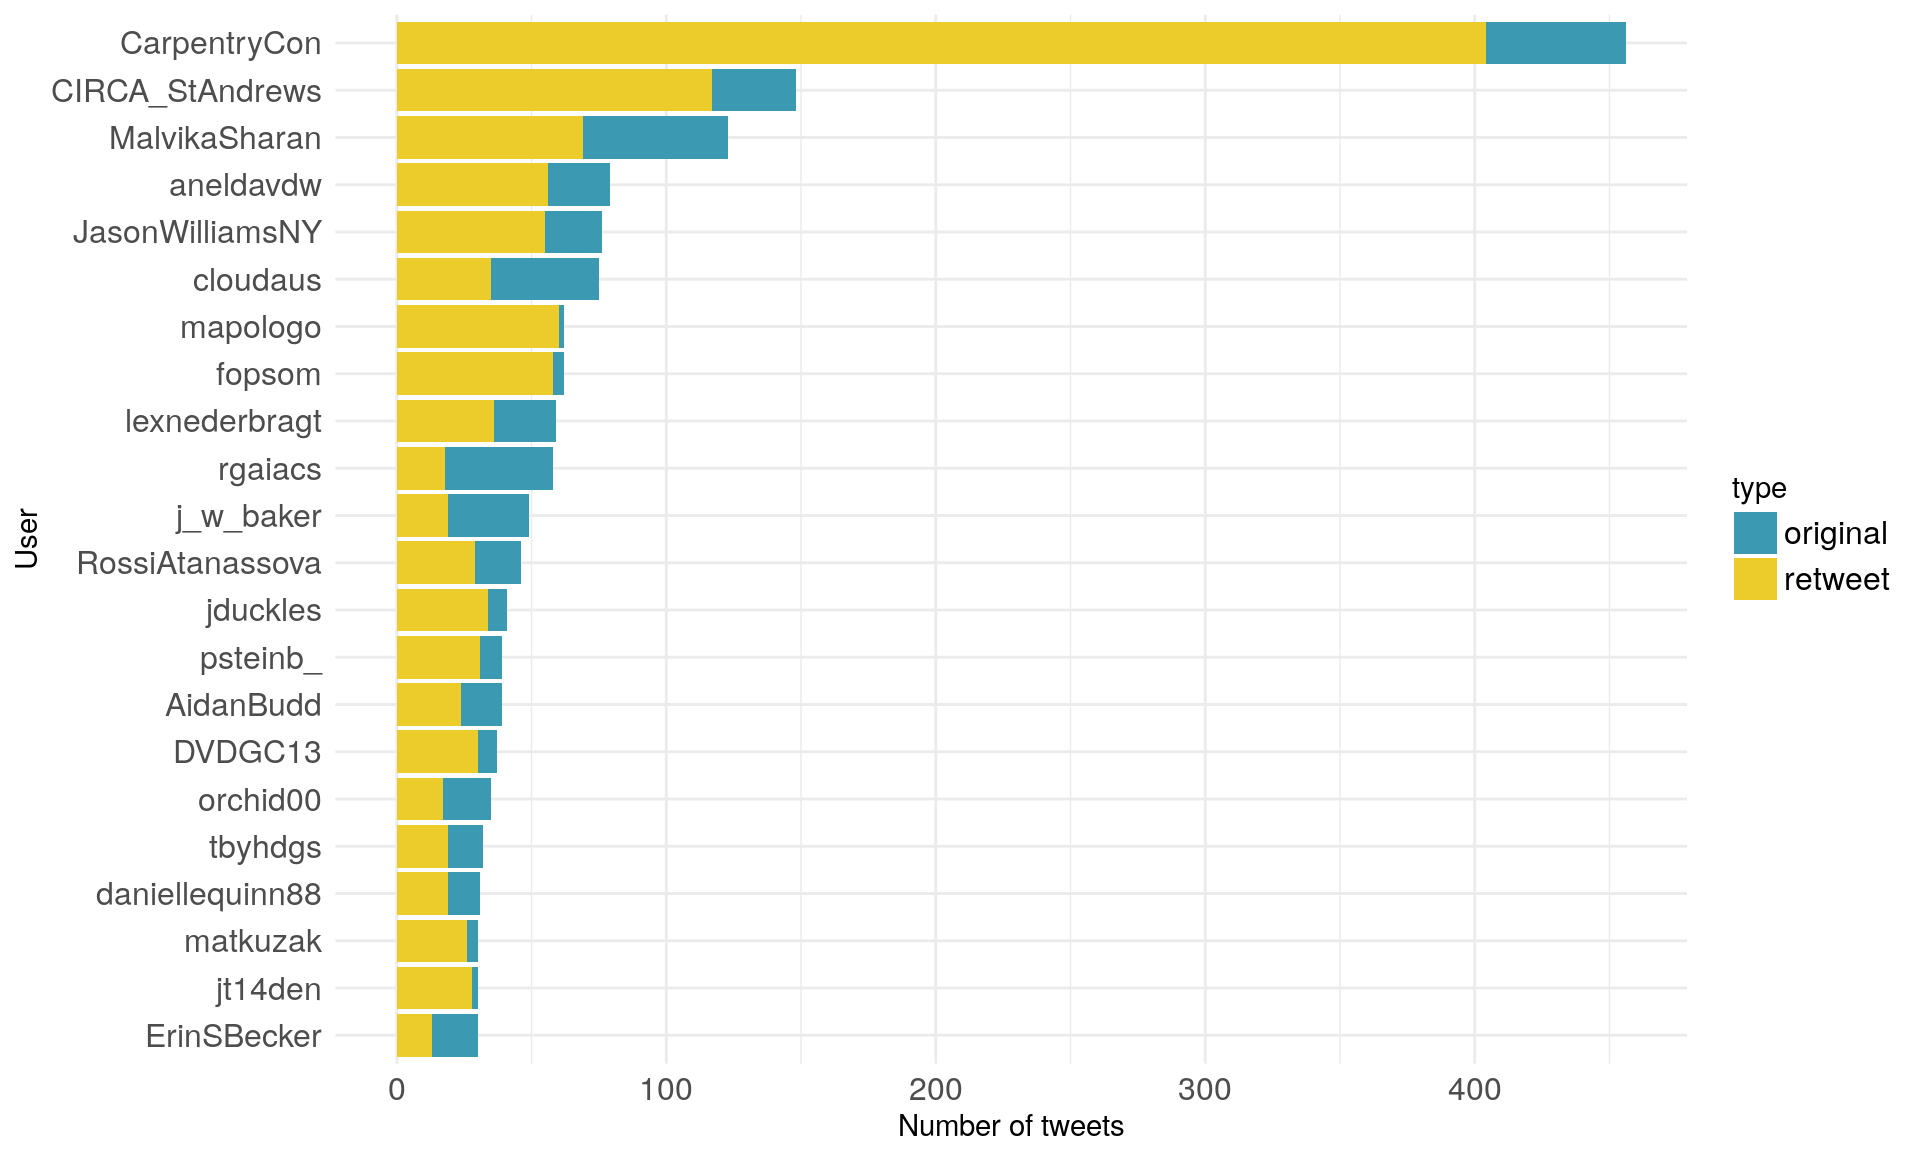 CarpentryCon
CIRCA_StAndrews
MalvikaSharan
aneldavdw
JasonWilliamsNY
cloudaus
mapologo
fopsom
lexnederbragt
rgaiacs
j_w_baker
RossiAtanassova
jduckles
psteinb_
AidanBudd
DVDGC13
orchid00
tbyhdgs
daniellequinn88
matkuzak
jt14den
ErinSBecker
User
0 100 200 300 400
Number of tweets
type
original
retweet